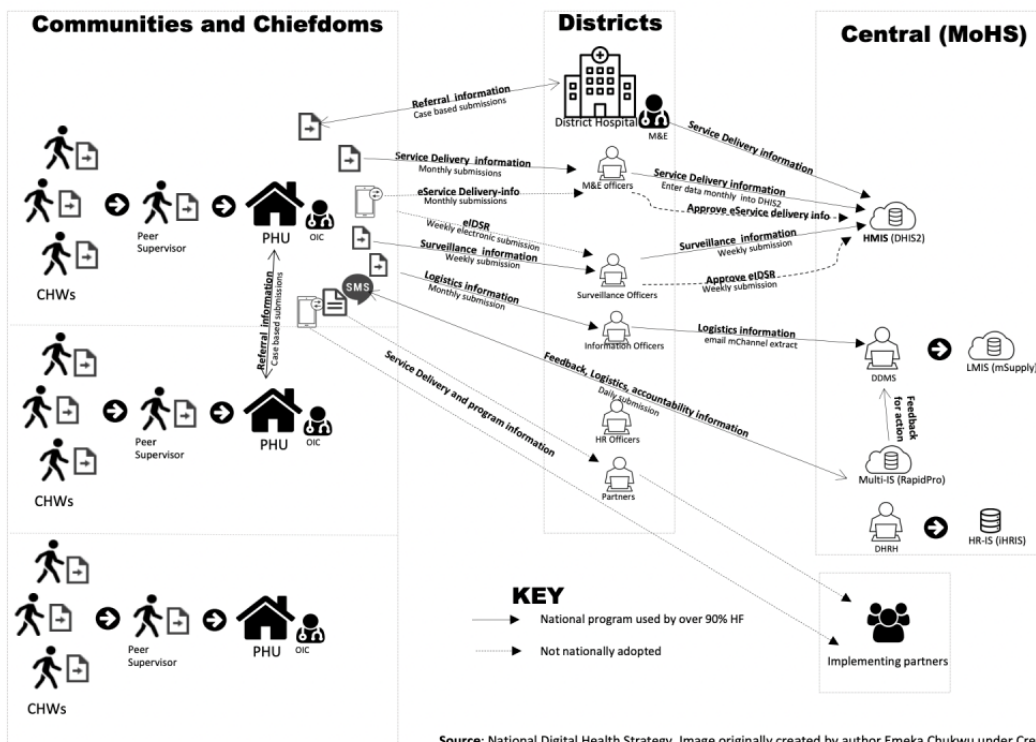 Communities and Chiefdoms
Districts
Central (MoHS)
Referral information
Case based submissions
District Hospital
M&E
Service Delivery information
Service Delivery information
Monthly submissions
M&E officers
Service Delivery information
Enter data monthly into DHIS2
eService Delivery-info
Monthly submissions
Approve eService delivery info
HMIS (DHIS2)
eIDSR
Weekly electronic submission
Surveillance information
Weekly submission
Surveillance information
Weekly submission
Surveillance Officers
Approve eIDSR
Weekly submission
Peer
Supervisor
PHU
OIC
CHWs
Logistics information
Monthly submission
SMS
Information Officers
Logistics information
email mChannel extract
DDMS
LMIS (mSupply)
Referral information
Case based submissions
Feedback, Logistics, accountability information
Daily submission
Service Delivery and program information
HR Officers
Partners
Feedback
for action
Multi-IS (RapidPro)
DHRH
HR-IS (iHRIS)
Peer
Supervisor
PHU
OIC
CHWs
Peer
Supervisor
PHU
OIC
CHWs
KEY
National program used by over 90% HF
Not nationally adopted
Implementing partners
Source: National Digital Health Strategy. Image originally created by author Emeka Chukwu under Cre